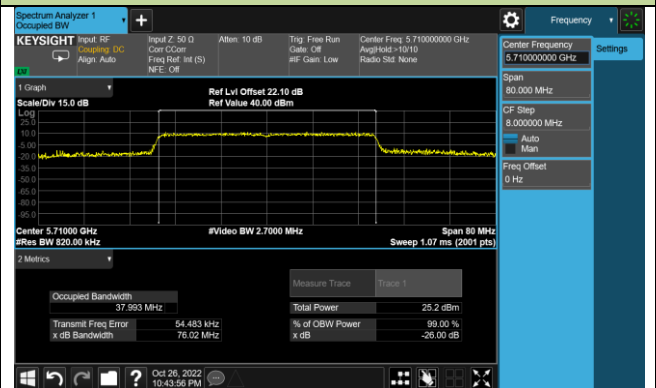 Spectrum Analyzer 1
Occupied BW
Frequency
KEYSIGHT
Input: RF
Coupling: DC
Align: Auto
Input Z: 50 Ω
Corr CCorr
Freq Ref: Int (S)
NFE: Off
Atten: 10 dB
Trig: Free Run
Gate: Off
#IF Gain: Low
Center Freq: 5.710000000 GHz
Avg|Hold:>10/10
Radio Std: None
LXI
Center Frequency
5.710000000 GHz
Settings
Span
80.000 MHz
CF Step
8.000000 MHz
Auto
Man
Freq Offset
0 Hz
1 Graph
Scale/Div 15.0 dB
Ref Lvl Offset 22.10 dB
Ref Value 40.00 dBm
Log
25.0
10.0
-5.00
-20.0
-35.0
-50.0
-65.0
-80.0
-95.0
Center 5.71000 GHz
#Res BW 820.00 kHz
#Video BW 2.7000 MHz
Span 80 MHz
Sweep 1.07 ms (2001 pts)
2 Metrics
Measure Trace
Trace 1
Occupied Bandwidth
37.993 MHz
Total Power
25.2 dBm
Transmit Freq Error
54.483 kHz
% of OBW Power
99.00 %
x dB Bandwidth
76.02 MHz
x dB
-26.00 dB
?
Oct 26, 2022
10:43:56 PM